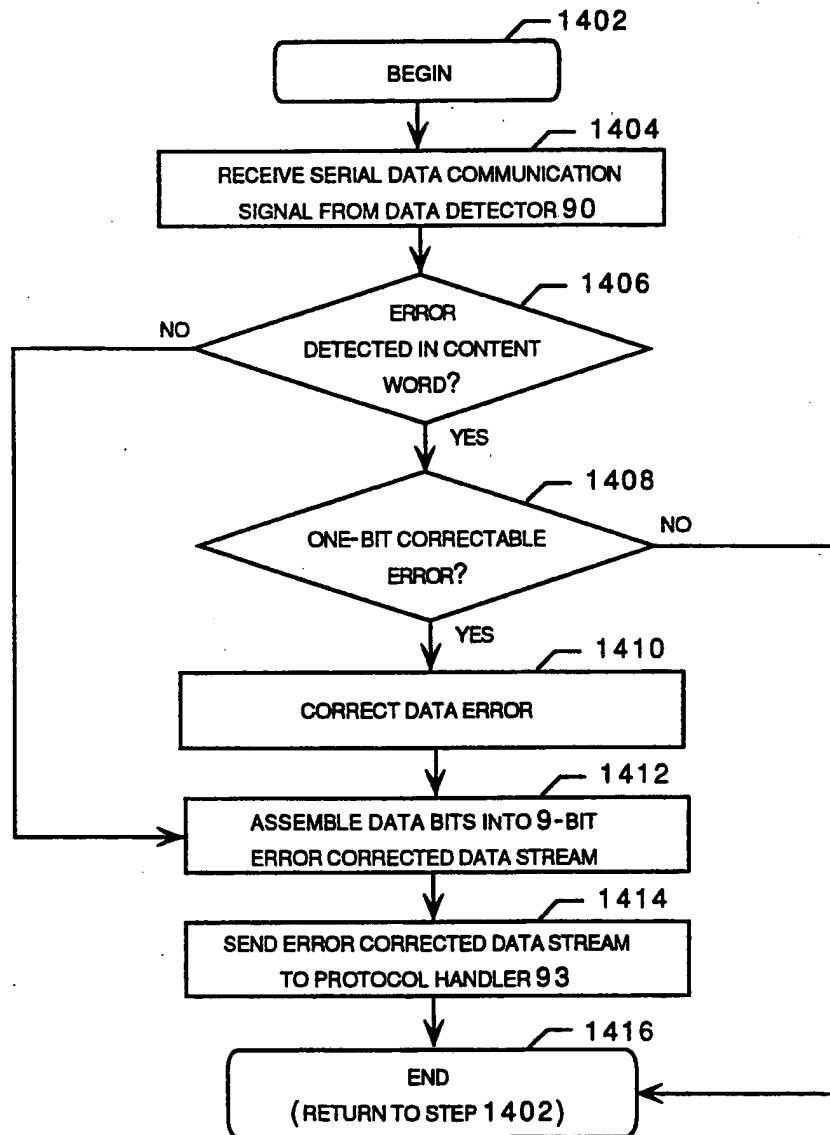 1402
BEGIN
1404
RECEIVE SERIAL DATA COMMUNICATION
SIGNAL FROM DATA DETECTOR 90
1406
NO
ERROR
DETECTED IN CONTENT
WORD?
YES
1408
NO
ONE-BIT CORRECTABLE
ERROR?
YES
1410
CORRECT DATA ERROR
1412
ASSEMBLE DATA BITS INTO 9-BIT
ERROR CORRECTED DATA STREAM
1414
SEND ERROR CORRECTED DATA STREAM
TO PROTOCOL HANDLER 93
1416
END
(RETURN TO STEP 1402)